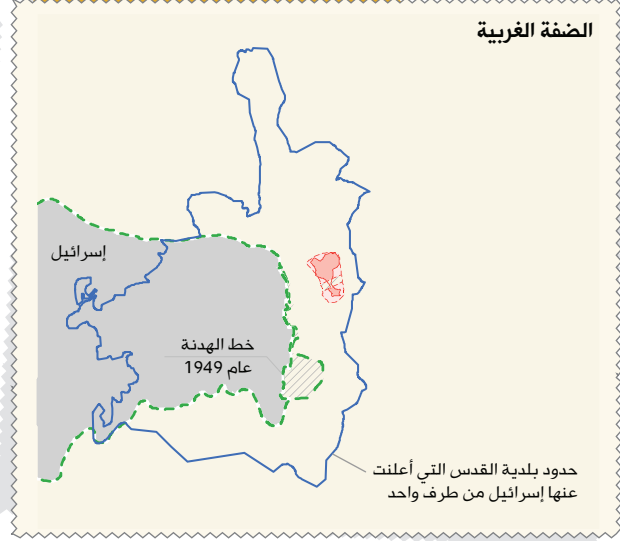 الضفة الغربية
إسرائيل
خط الهدنة
عام 1949
حدود بلدية القدس التي أعلنت
عنها إسرائيل من طرف واحد